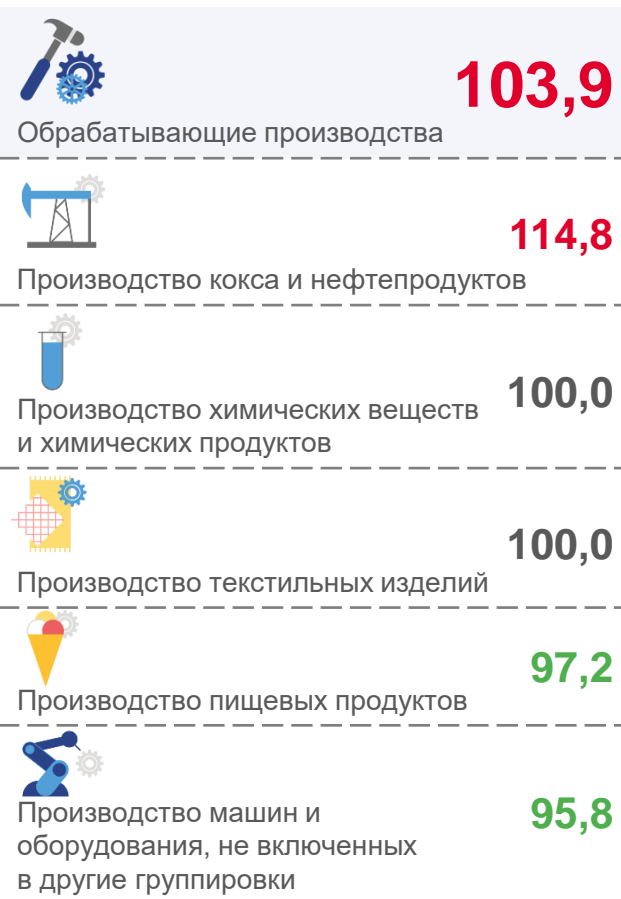 103,9
Обрабатывающие производства
114,8
Производство кокса и нефтепродуктов
100,0
Производство химических веществ
и химических продуктов
100,0
Производство текстильных изделий
97,2
Производство пищевых продуктов
95,8
Производство машин и
оборудования, не включенных
в другие группировки